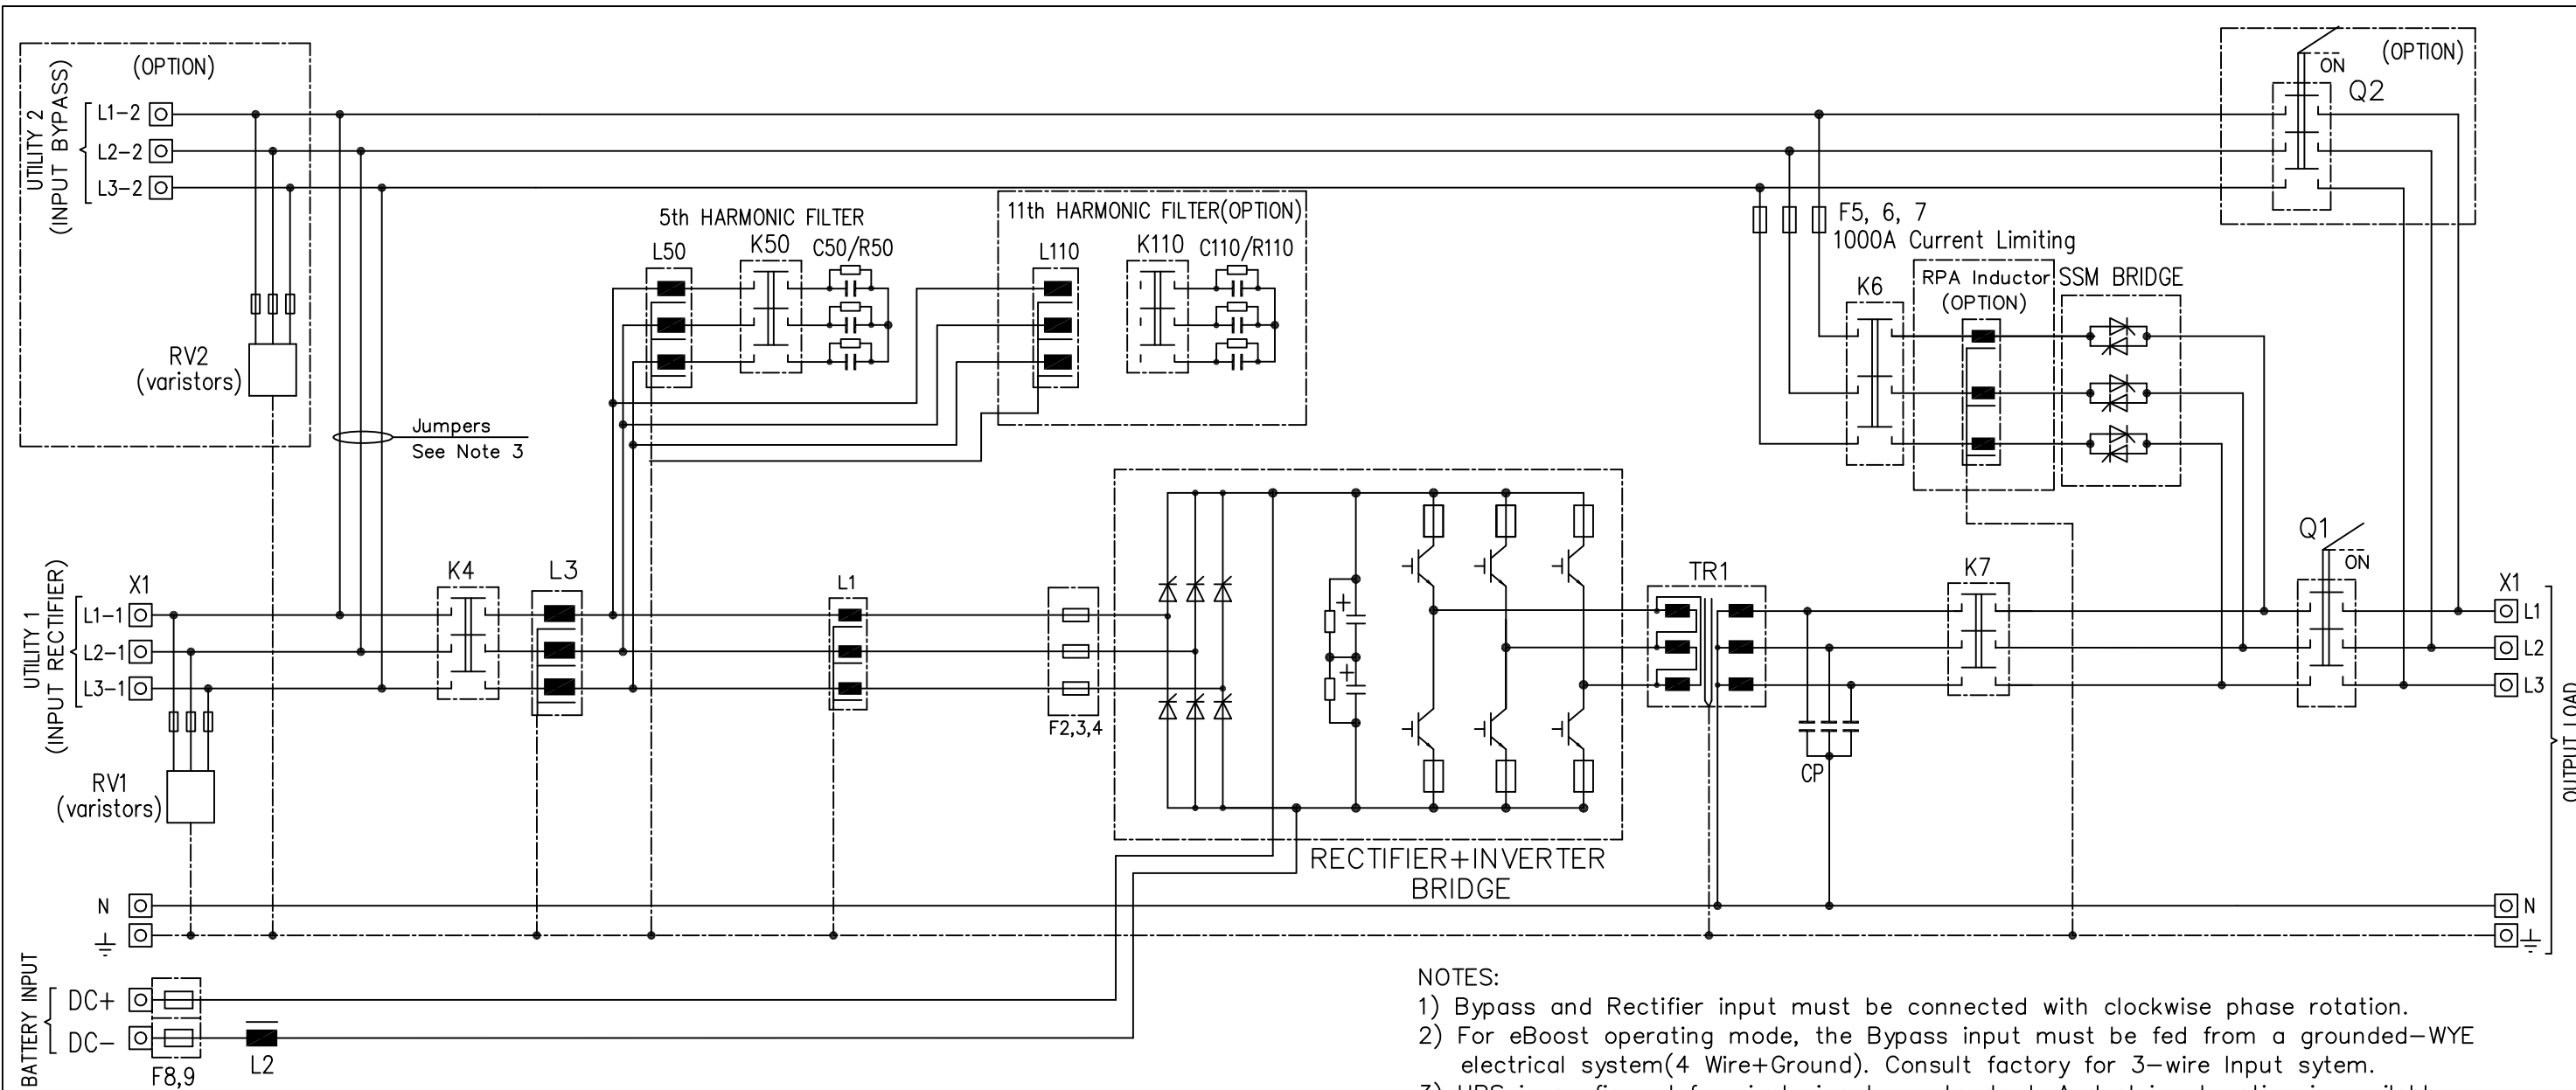 (OPTION)
UTILITY 2
(INPUT BYPASS)
L1-2
L2-2
L3-2
RV2
(varistors)
Jumpers
See Note 3
5th HARMONIC FILTER
L50
K50
C50/R50
11th HARMONIC FILTER(OPTION)
L110
K110
C110/R110
F5, 6, 7
1000A Current Limiting
K6
RPA Inductor
(OPTION)
SSM BRIDGE
(OPTION)
ON
Q2
UTILITY 1
(INPUT RECTIFIER)
X1
L1-1
L2-1
L3-1
RV1
(varistors)
K4
L3
L1
F2,3,4
+
+
RECTIFIER+INVERTER
BRIDGE
TR1
CP
K7
Q1
ON
X1
L1
L2
L3
OUTPUT LOAD
N
N
BATTERY INPUT
DC+
DC-
F8,9
L2
NOTES:
1) Bypass and Rectifier input must be connected with clockwise phase rotation.
2) For eBoost operating mode, the Bypass input must be fed from a grounded-WYE
electrical system(4 Wire+Ground). Consult factory for 3-wire Input sytem.